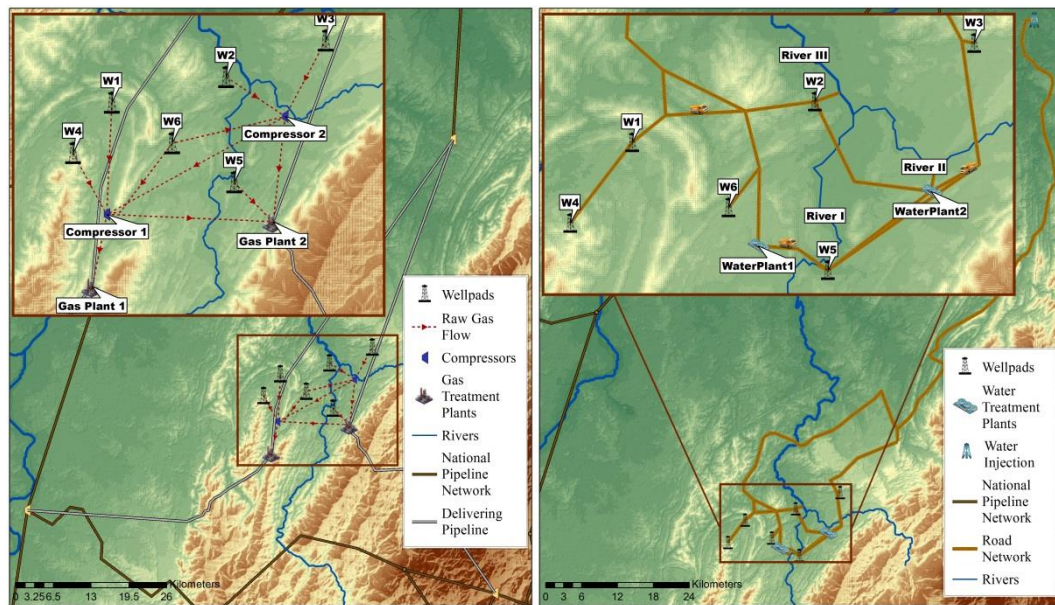 W3
W2
W1
W6
W4
Compressor 2
W5
Compressor 1
Gas Plant 2
Gas Plant 1
Wellpads
Raw Gas
Flow
Compressors
Gas
Treatment
Plants
Rivers
National
Pipeline
Network
Delivering
Pipeline
Kilometers
0 3.25 6.5 13 19.5 26
W3
River III
W2
W1
River II
W6
W4
WaterPlant2
River I
WaterPlant1
W5
Wellpads
Water
Treatment
Plants
Water
Injection
National
Pipeline
Network
Road
Network
Rivers
Kilometers
0 3 6 12 18 24